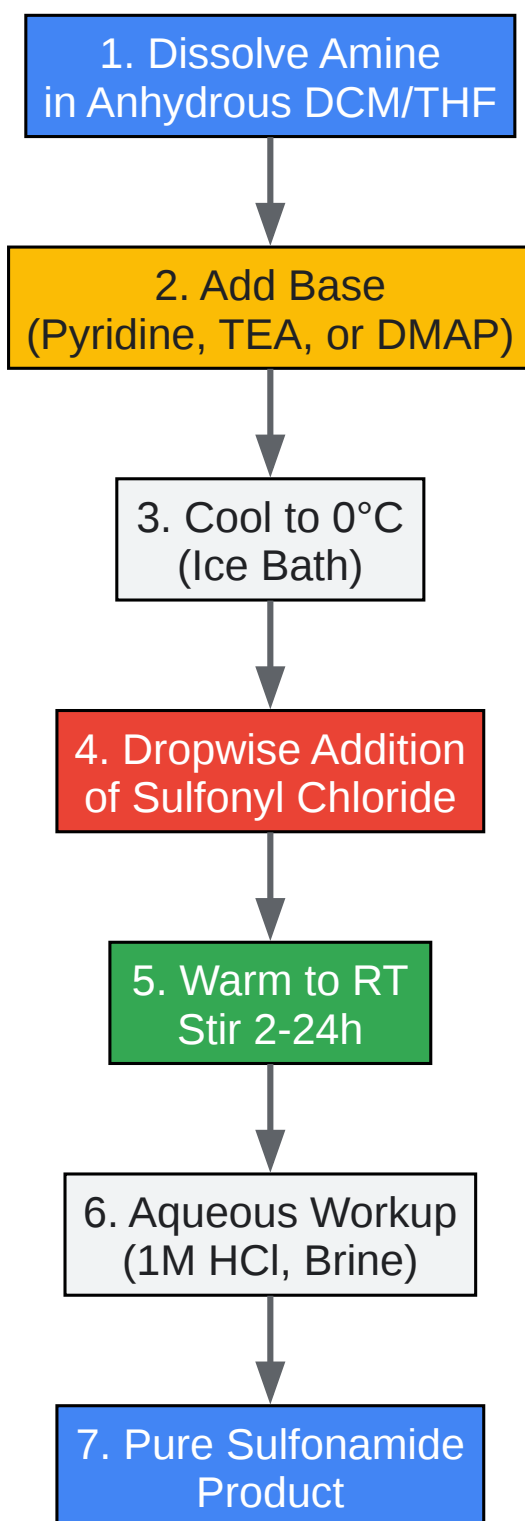 1. Dissolve Amine
in Anhydrous DCM/THF
2. Add Base
(Pyridine, TEA, or DMAP)
3. Cool to 0°C
(Ice Bath)
4. Dropwise Addition
of Sulfonyl Chloride
5. Warm to RT
Stir 2-24h
6. Aqueous Workup
(1M HCl, Brine)
7. Pure Sulfonamide
Product